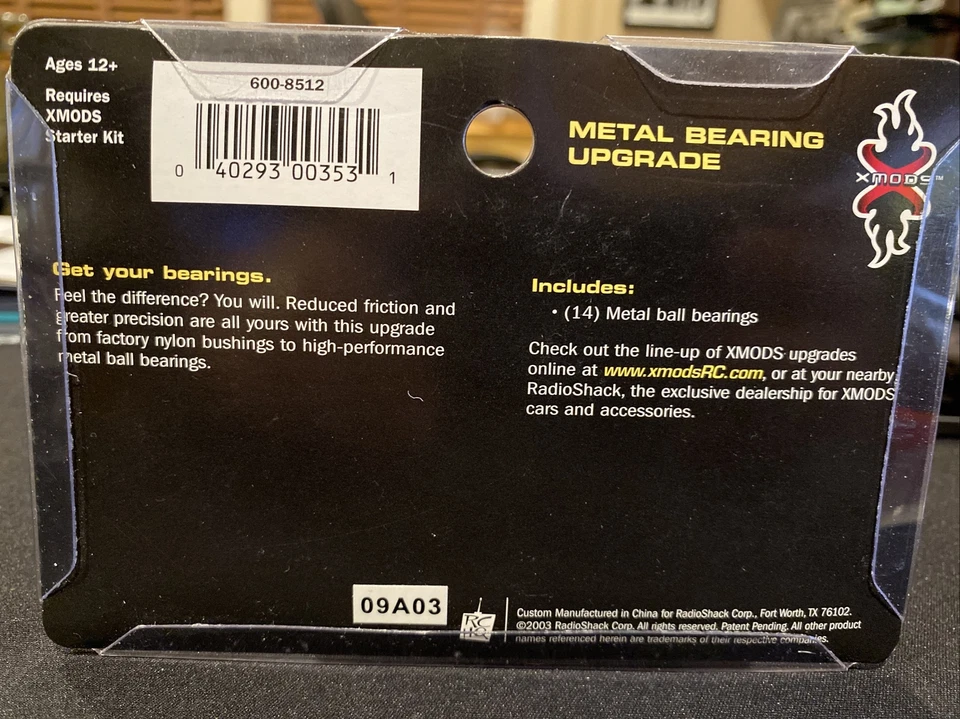 Ages 12+
Requires
XMODS
Starter Kit
600-8512
0 40293 00353 1
METAL BEARING
UPGRADE
XMODS™
Get your bearings.
Feel the difference? You will. Reduced friction and
greater precision are all yours with this upgrade
from factory nylon bushings to high-performance
metal ball bearings.
Includes:
• (14) Metal ball bearings
Check out the line-up of XMODS upgrades
online at www.xmodsRC.com, or at your nearby
RadioShack, the exclusive dealership for XMODS
cars and accessories.
09A03
RC
HQ
Custom Manufactured in China for RadioShack Corp., Fort Worth, TX 76102.
©2003 RadioShack Corp. All rights reserved. Patent Pending. All other product
names referenced herein are trademarks of their respective companies.